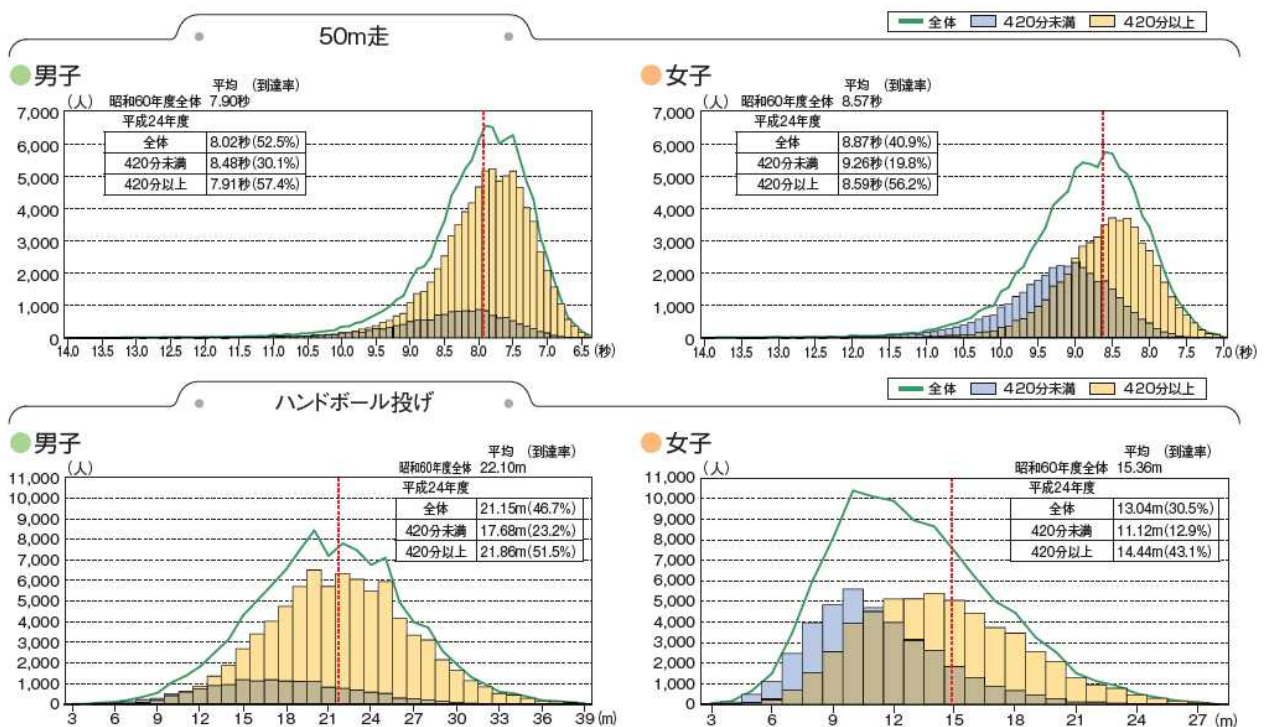 50m走
全体 420分未満 420分以上
男子
平均 (到達率)
昭和60年度全体 7.90秒
(人)
平成24年度
全体 8.02秒(52.5%)
420分未満 8.48秒(30.1%)
420分以上 7.91秒(57.4%)
7,000
6,000
5,000
4,000
3,000
2,000
1,000
0
14.0 13.5 13.0 12.5 12.0 11.5 11.0 10.5 10.0 9.5 9.0 8.5 8.0 7.5 7.0 6.5 (秒)
女子
平均 (到達率)
昭和60年度全体 8.57秒
(人)
平成24年度
全体 8.87秒(40.9%)
420分未満 9.26秒(19.8%)
420分以上 8.59秒(56.2%)
7,000
6,000
5,000
4,000
3,000
2,000
1,000
0
14.0 13.5 13.0 12.5 12.0 11.5 11.0 10.5 10.0 9.5 9.0 8.5 8.0 7.5 7.0 (秒)
ハンドボール投げ
全体 420分未満 420分以上
男子
平均 (到達率)
昭和60年度全体 22.10m
(人)
平成24年度
全体 21.15m(46.7%)
420分未満 17.68m(23.2%)
420分以上 21.86m(51.5%)
11,000
10,000
9,000
8,000
7,000
6,000
5,000
4,000
3,000
2,000
1,000
0
3 6 9 12 15 18 21 24 27 30 33 36 39(m)
女子
平均 (到達率)
昭和60年度全体 15.36m
(人)
平成24年度
全体 13.04m(30.5%)
420分未満 11.12m(12.9%)
420分以上 14.44m(43.1%)
11,000
10,000
9,000
8,000
7,000
6,000
5,000
4,000
3,000
2,000
1,000
0
3 6 9 12 15 18 21 24 27 (m)